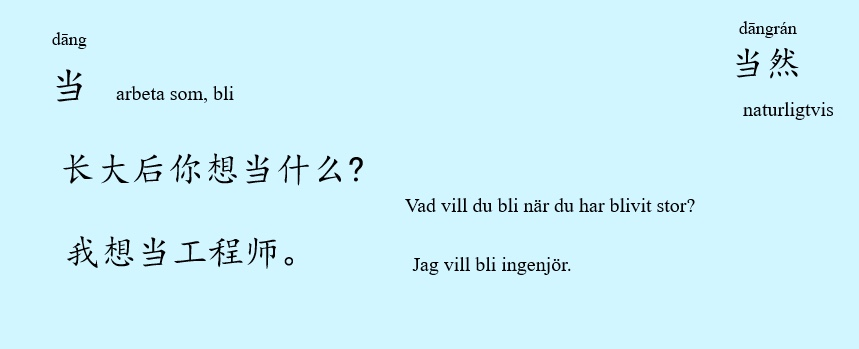 dāng
当 arbeta som, bli
dāngrán
当然
naturligtvis
长大后你想当什么?
Vad vill du bli när du har blivit stor?
我想当工程师。
Jag vill bli ingenjör.